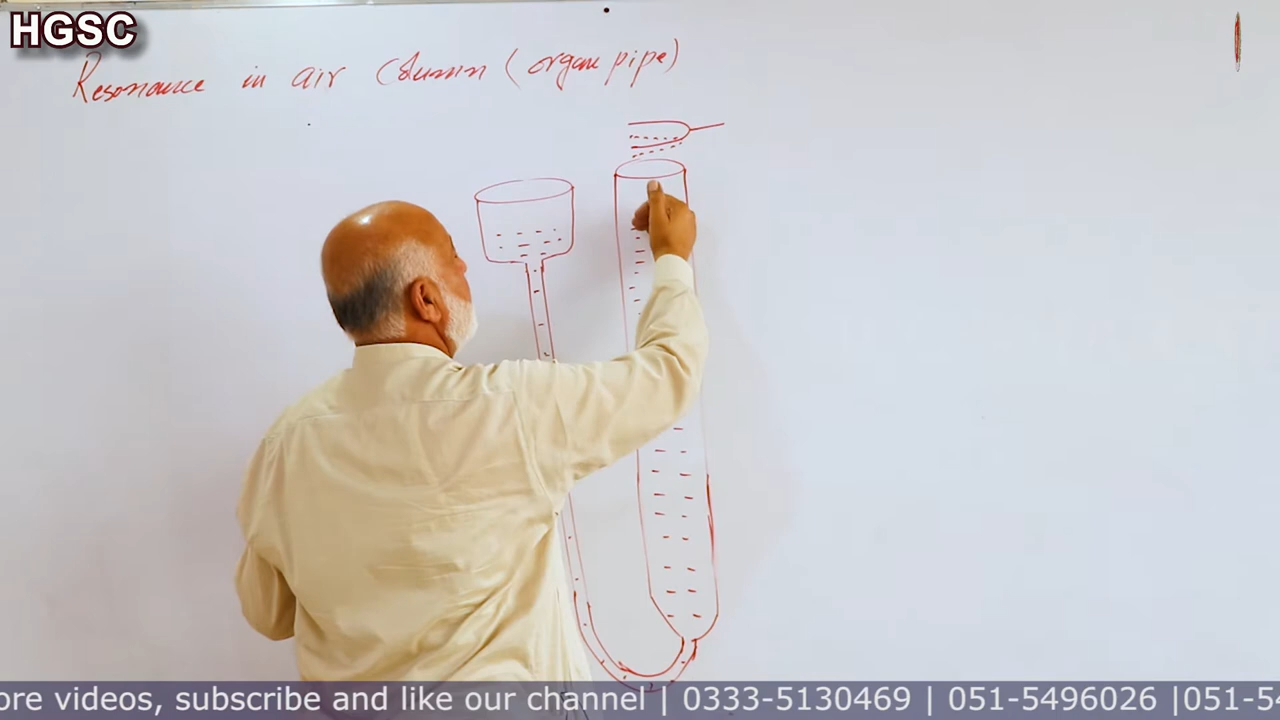 HGSC
Resonance in air Column (organ pipe)
ore videos, subscribe and like our channel | 0333-5130469 | 051-5496026 |051-54